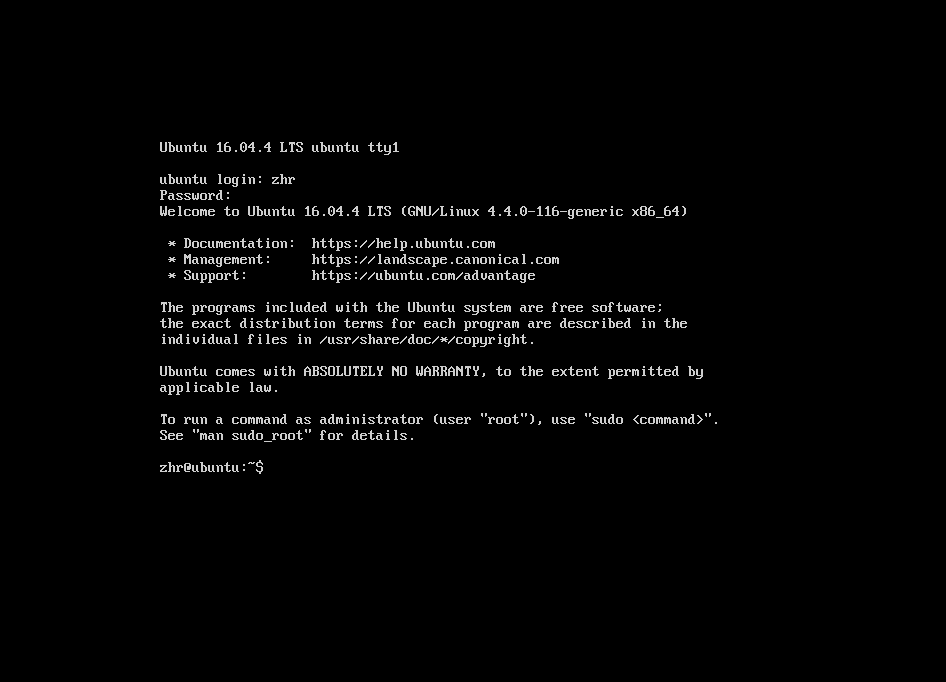 Ubuntu 16.04.4 LTS ubuntu tty1
ubuntu login: zhr
Password:
Welcome to Ubuntu 16.04.4 LTS (GNU/Linux 4.4.0-116-generic x86_64)
* Documentation:  https://help.ubuntu.com
* Management:     https://landscape.canonical.com
* Support:        https://ubuntu.com/advantage
The programs included with the Ubuntu system are free software;
the exact distribution terms for each program are described in the
individual files in /usr/share/doc/*/copyright.
Ubuntu comes with ABSOLUTELY NO WARRANTY, to the extent permitted by
applicable law.
To run a command as administrator (user "root"), use "sudo <command>".
See "man sudo_root" for details.
zhr@ubuntu:~$